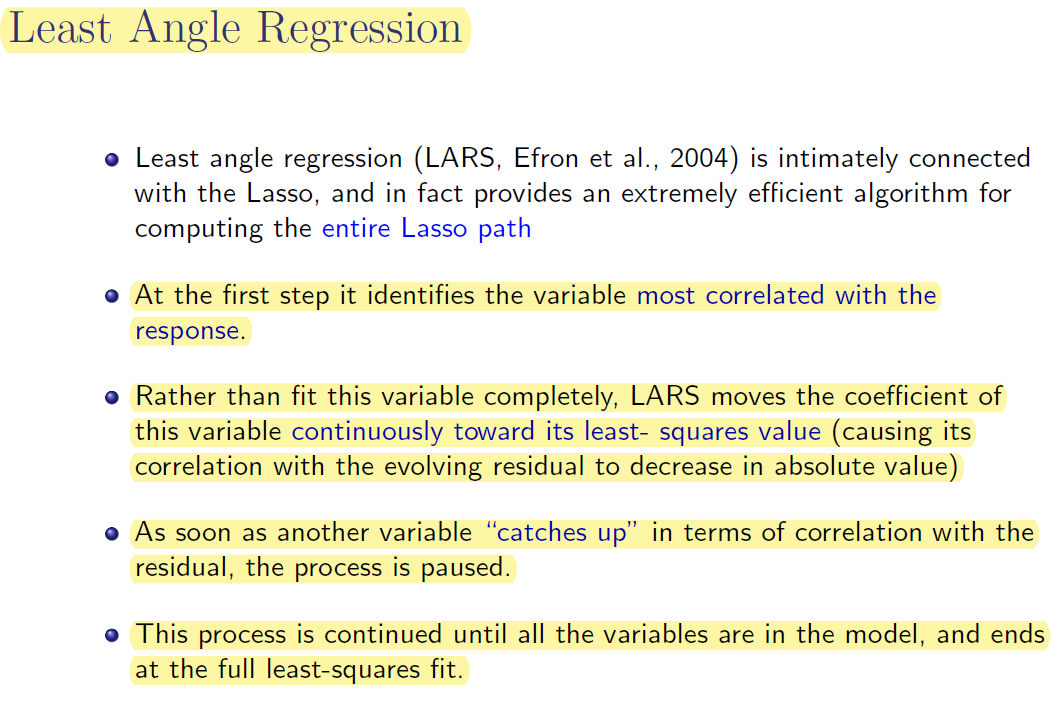 Least Angle Regression
Least angle regression (LARS, Efron et al., 2004) is intimately connected
with the Lasso, and in fact provides an extremely efficient algorithm for
computing the entire Lasso path
At the first step it identifies the variable most correlated with the
response.
Rather than fit this variable completely, LARS moves the coefficient of
this variable continuously toward its least- squares value (causing its
correlation with the evolving residual to decrease in absolute value)
As soon as another variable “catches up” in terms of correlation with the
residual, the process is paused.
This process is continued until all the variables are in the model, and ends
at the full least-squares fit.